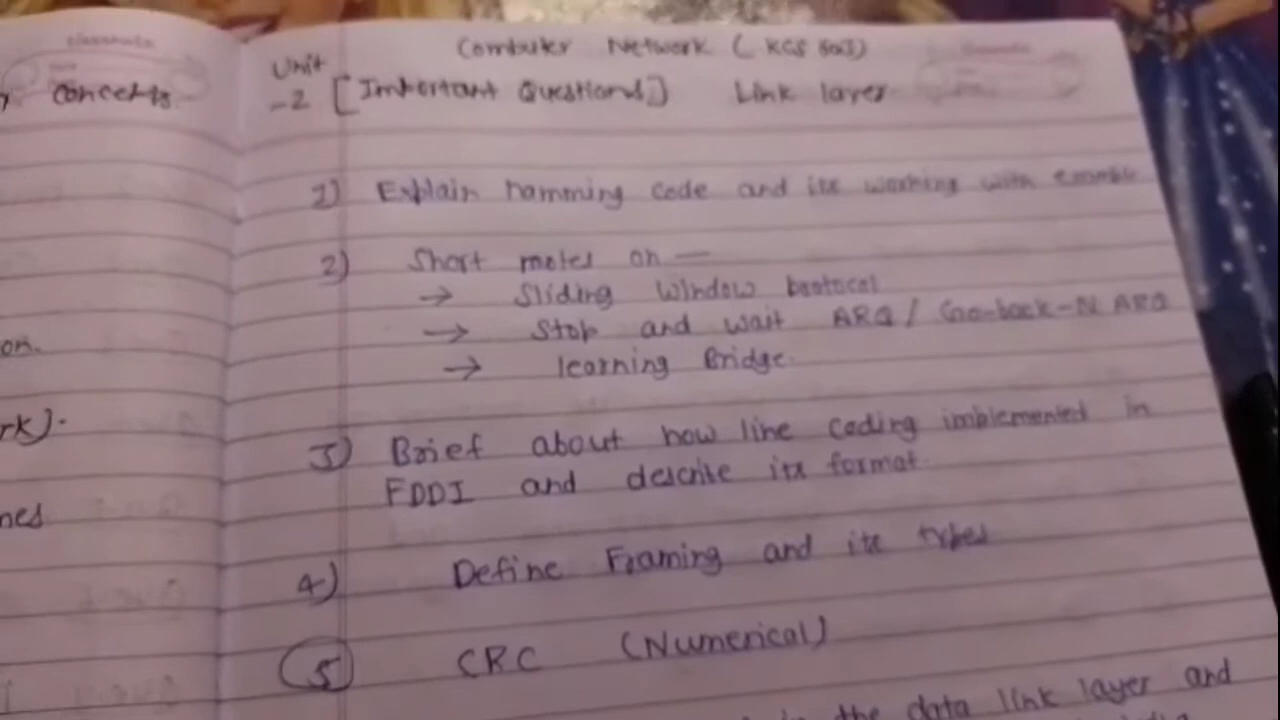 Computer Network (KCS 603)
Unit
-2 [Important Questions] Link layer
concepts
1) Explain hamming code and its working with example
2) Short notes on —
→ Sliding Window protocol
→ Stop and wait ARQ / Go-back-N ARQ
→ learning Bridge.
on.
rk).
3) Brief about how line coding implemented in
FDDI and describe its format.
nes
4) Define Framing and its types
5) CRC (Numerical)
in the data link layer and